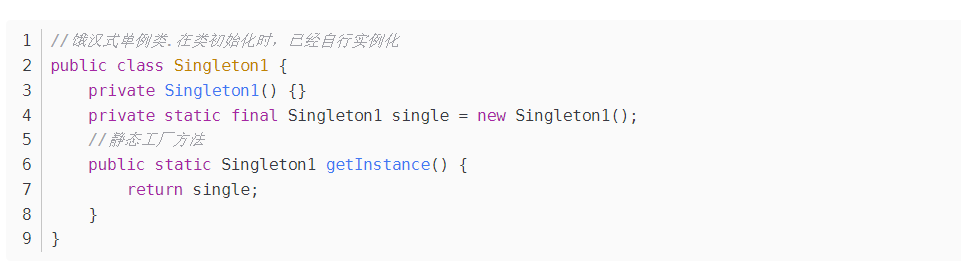 1 //饿汉式单例类.在类初始化时，已经自行实例化
2 public class Singleton1 {
3     private Singleton1() {}
4     private static final Singleton1 single = new Singleton1();
5     //静态工厂方法
6     public static Singleton1 getInstance() {
7         return single;
8     }
9 }